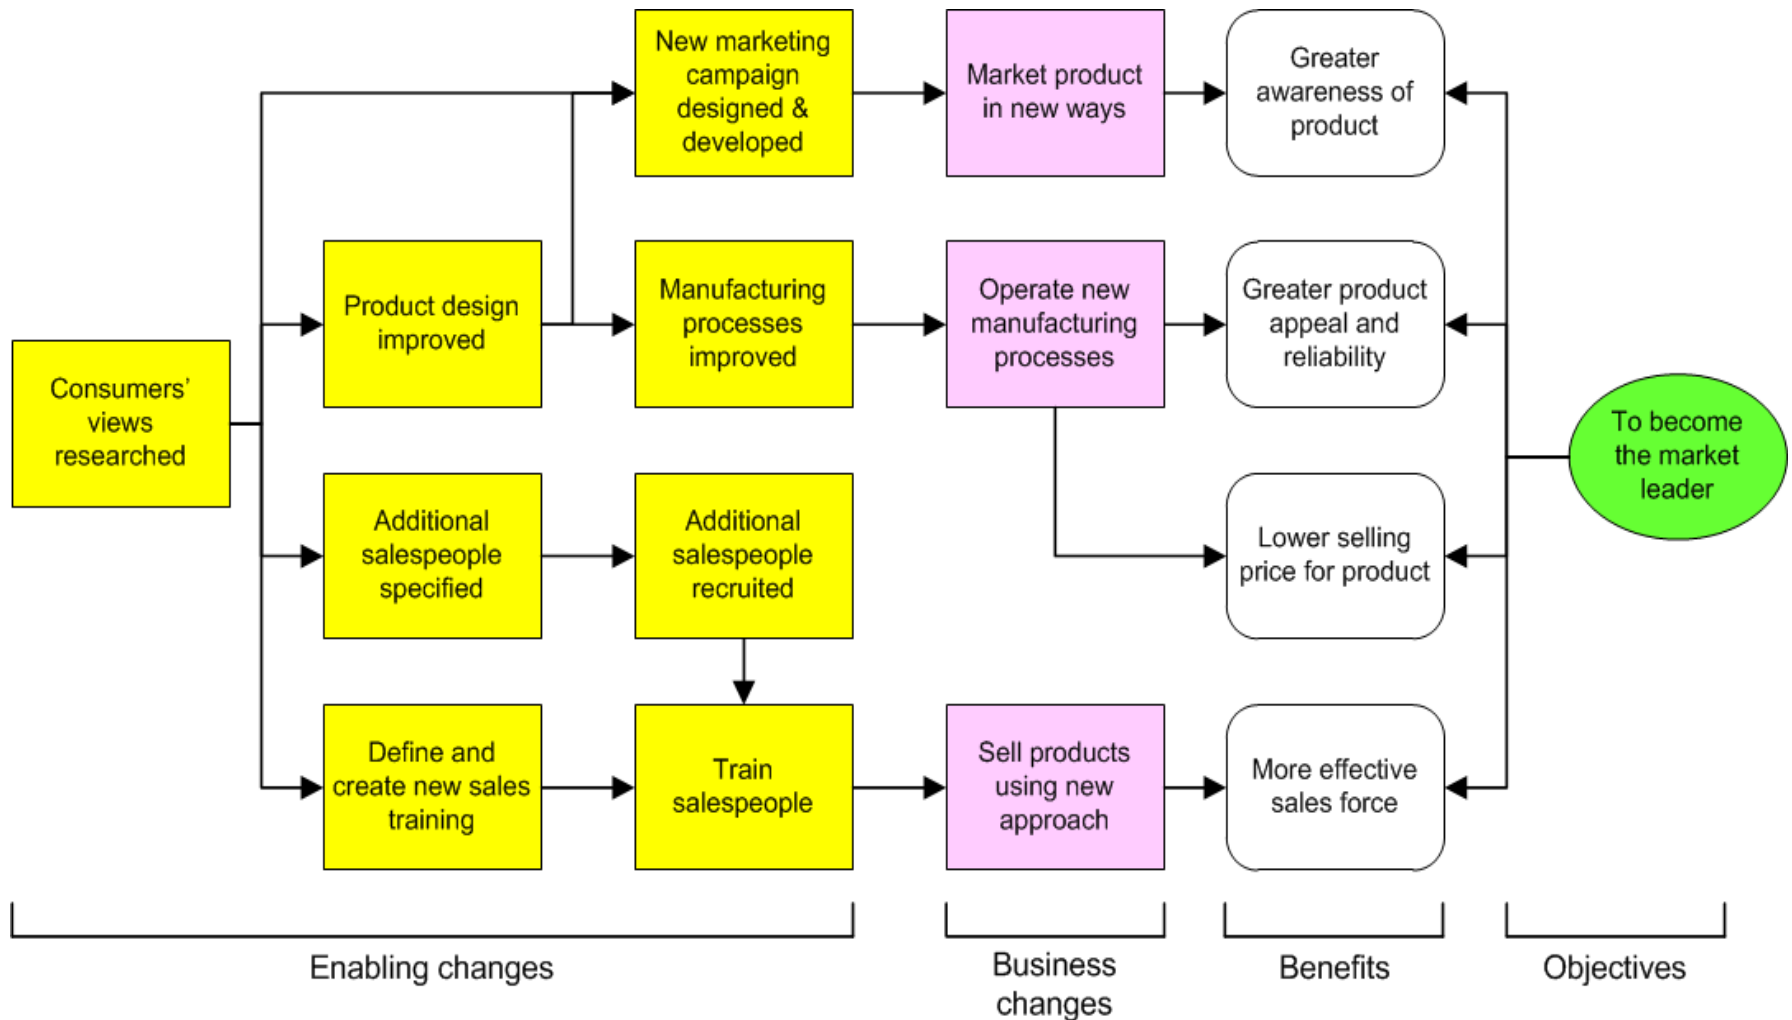 New marketing
campaign
designed &
developed
Market product
in new ways
Greater
awareness of
product
Product design
improved
Manufacturing
processes
improved
Operate new
manufacturing
processes
Greater product
appeal and
reliability
Consumers’
views
researched
To become
the market
leader
Additional
salespeople
specified
Additional
salespeople
recruited
Lower selling
price for product
Define and
create new sales
training
Train
salespeople
Sell products
using new
approach
More effective
sales force
Enabling changes
Business
changes
Benefits
Objectives